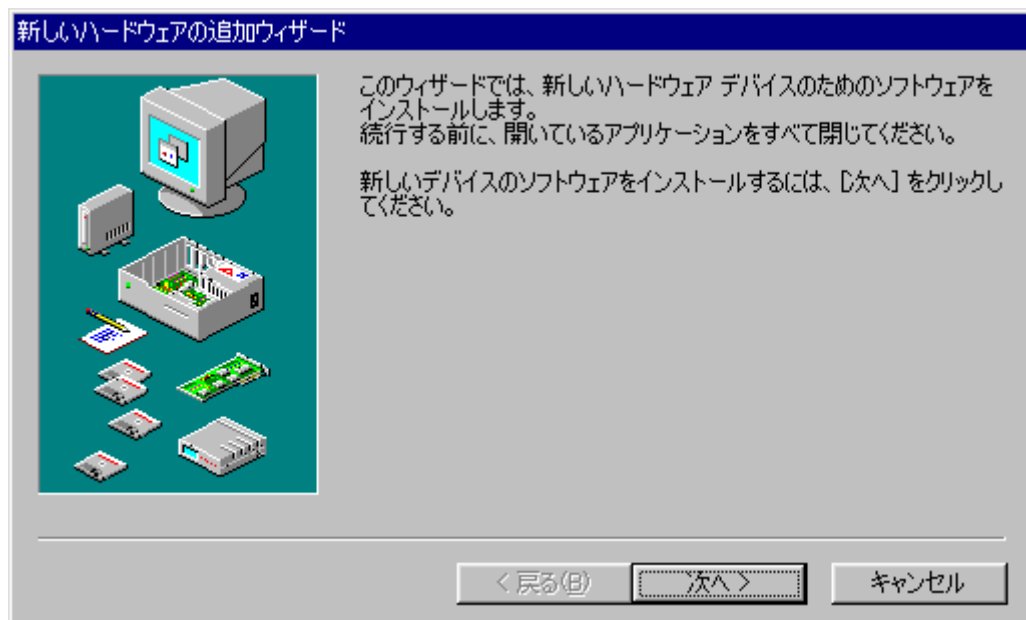 新しいハードウェアの追加ウィザード
このウィザードでは、新しいハードウェア デバイスのためのソフトウェアを
インストールします。
続行する前に、開いているアプリケーションをすべて閉じてください。
新しいデバイスのソフトウェアをインストールするには、[次へ] をクリックし
てください。
< 戻る(B)
次へ >
キャンセル